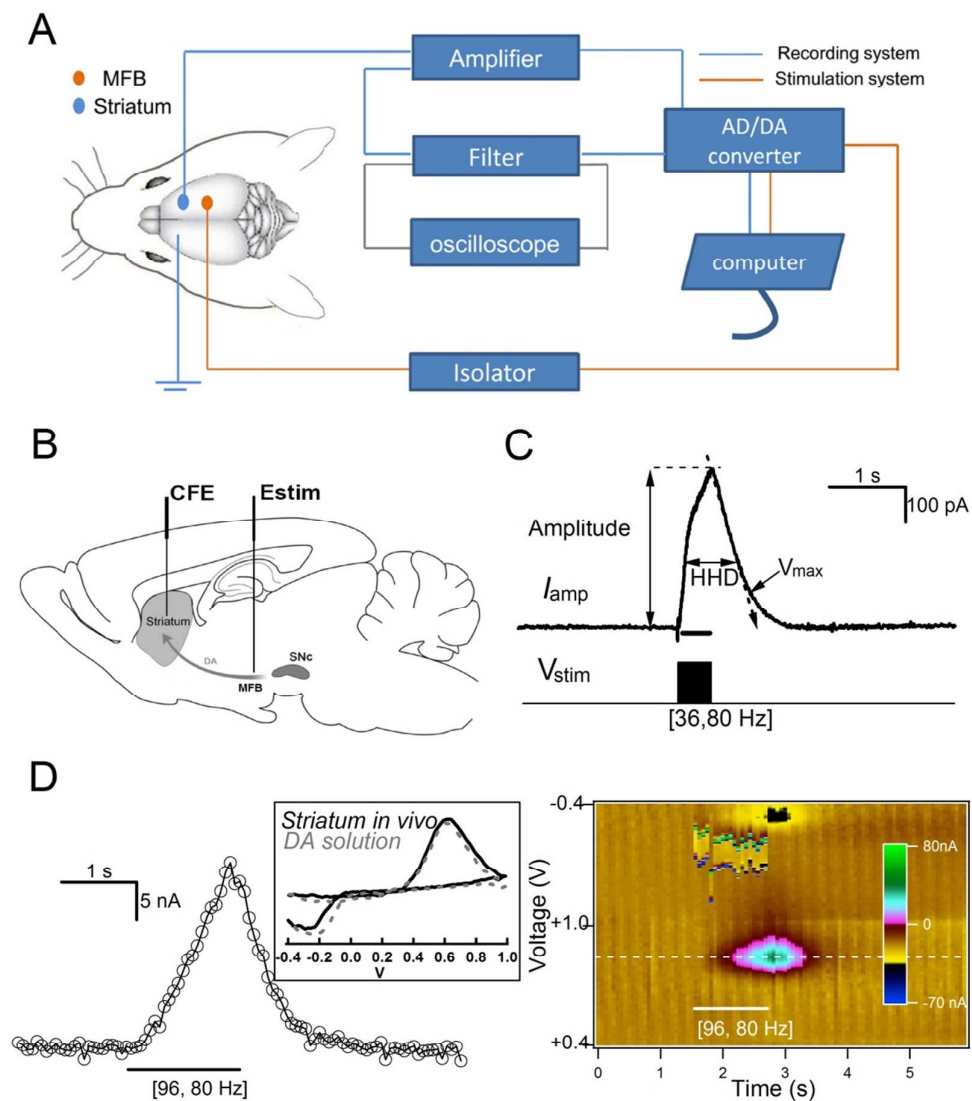 A
MFB
Striatum
Amplifier
Filter
oscilloscope
AD/DA
converter
computer
Isolator
Recording system
Stimulation system
B
CFE
Estim
Striatum
DA
MFB
SNc
C
1 s
100 pA
Amplitude
HHD
Vmax
Iamp
Vstim
[36,80 Hz]
D
1 s
5 nA
Striatum in vivo
DA solution
-0.4 -0.2 0.0 0.2 0.4 0.6 0.8 1.0
V
[96, 80 Hz]
-0.4
+1.0
+0.4
Voltage (V)
80nA
0
-70 nA
[96, 80 Hz]
0 1 2 3 4 5
Time (s)